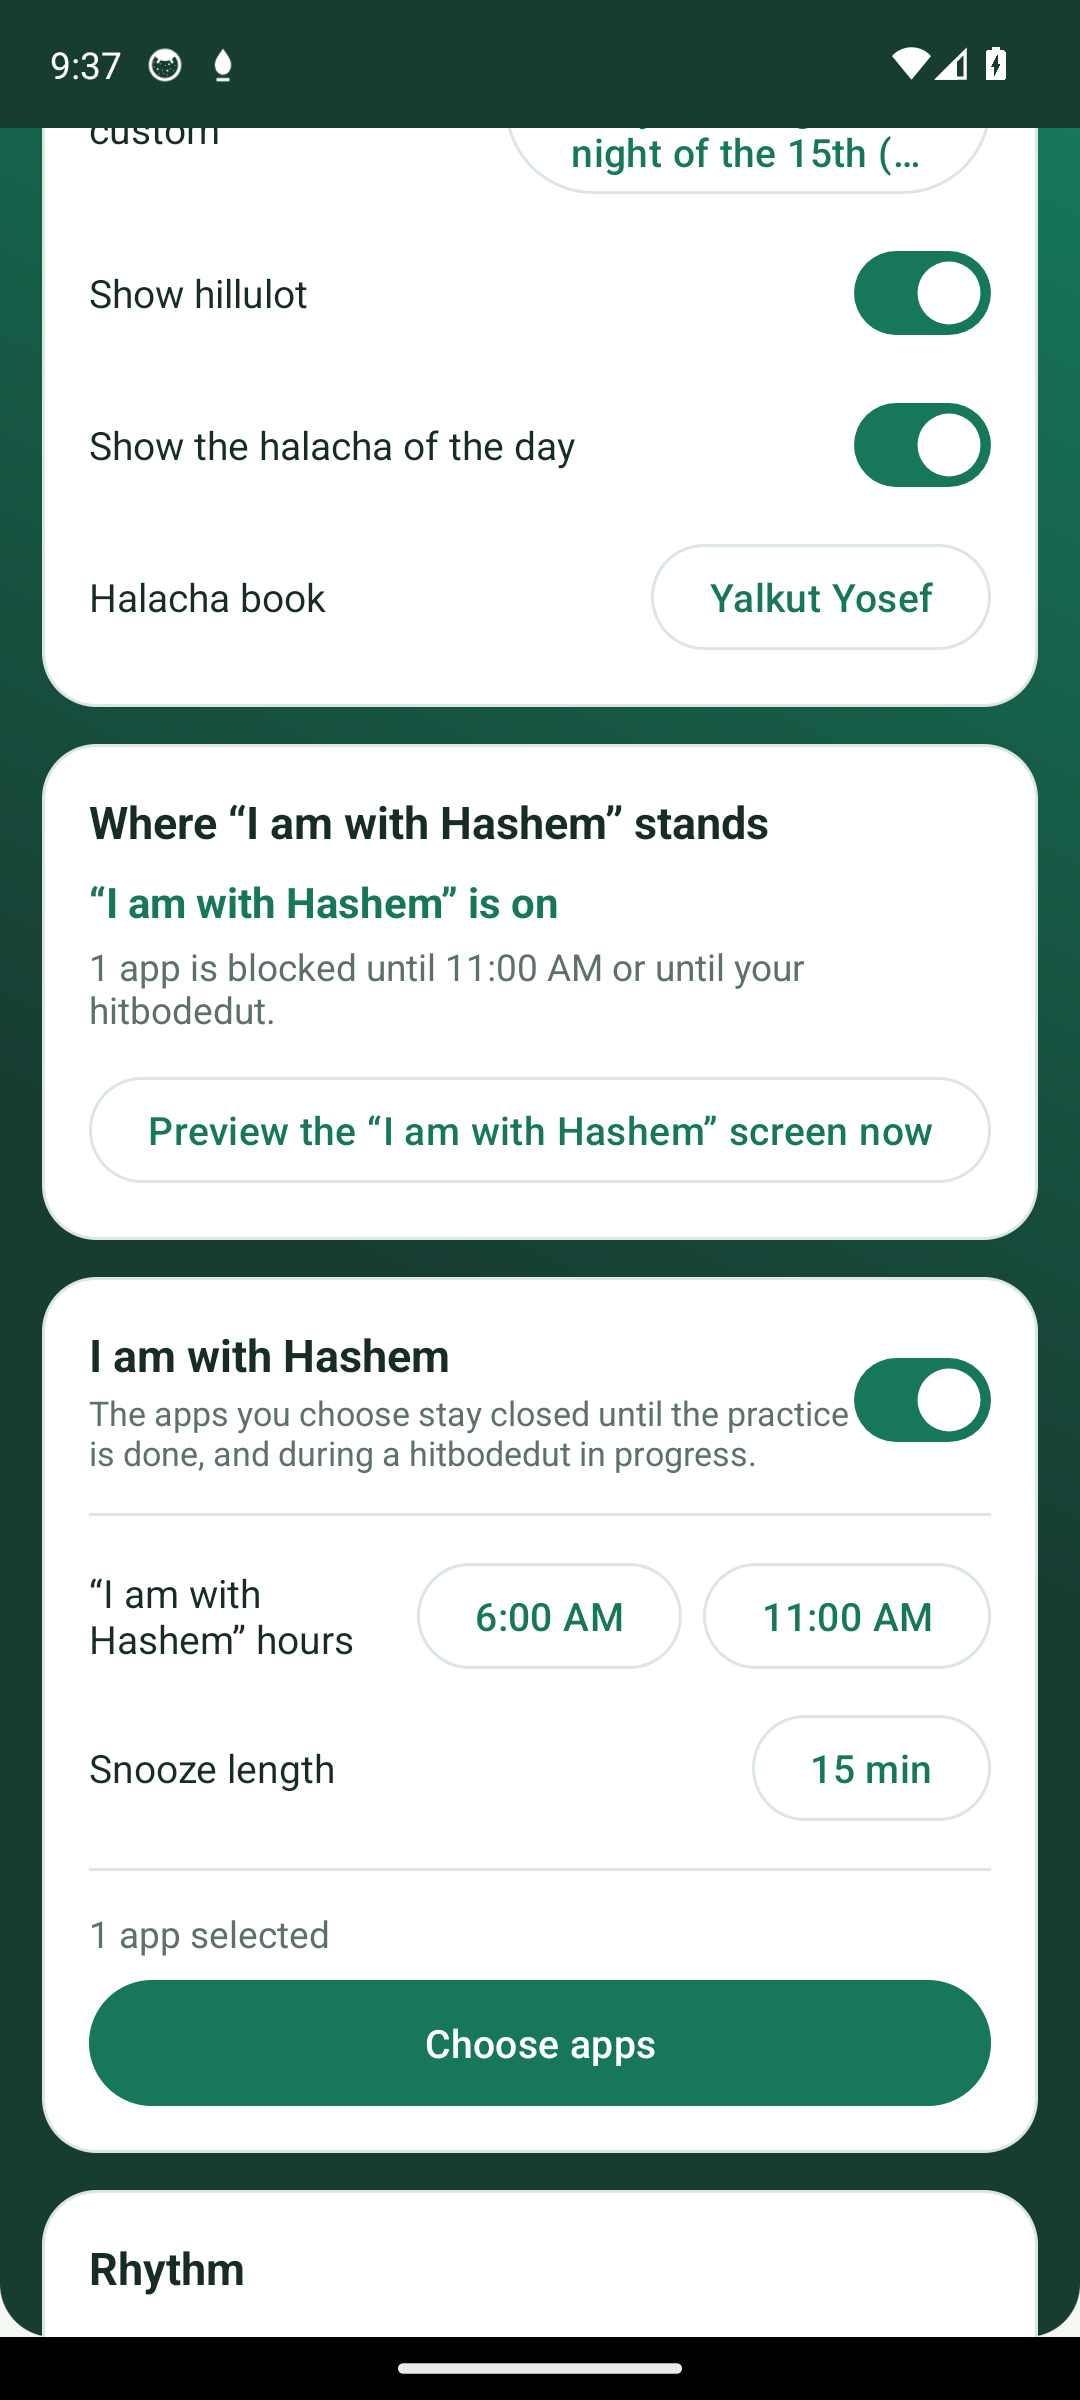 9:37
custom
night of the 15th (…
Show hillulot
Show the halacha of the day
Halacha book
Yalkut Yosef
Where “I am with Hashem” stands
“I am with Hashem” is on
1 app is blocked until 11:00 AM or until your
hitbodedut.
Preview the “I am with Hashem” screen now
I am with Hashem
The apps you choose stay closed until the practice
is done, and during a hitbodedut in progress.
“I am with
Hashem” hours
6:00 AM
11:00 AM
Snooze length
15 min
1 app selected
Choose apps
Rhythm